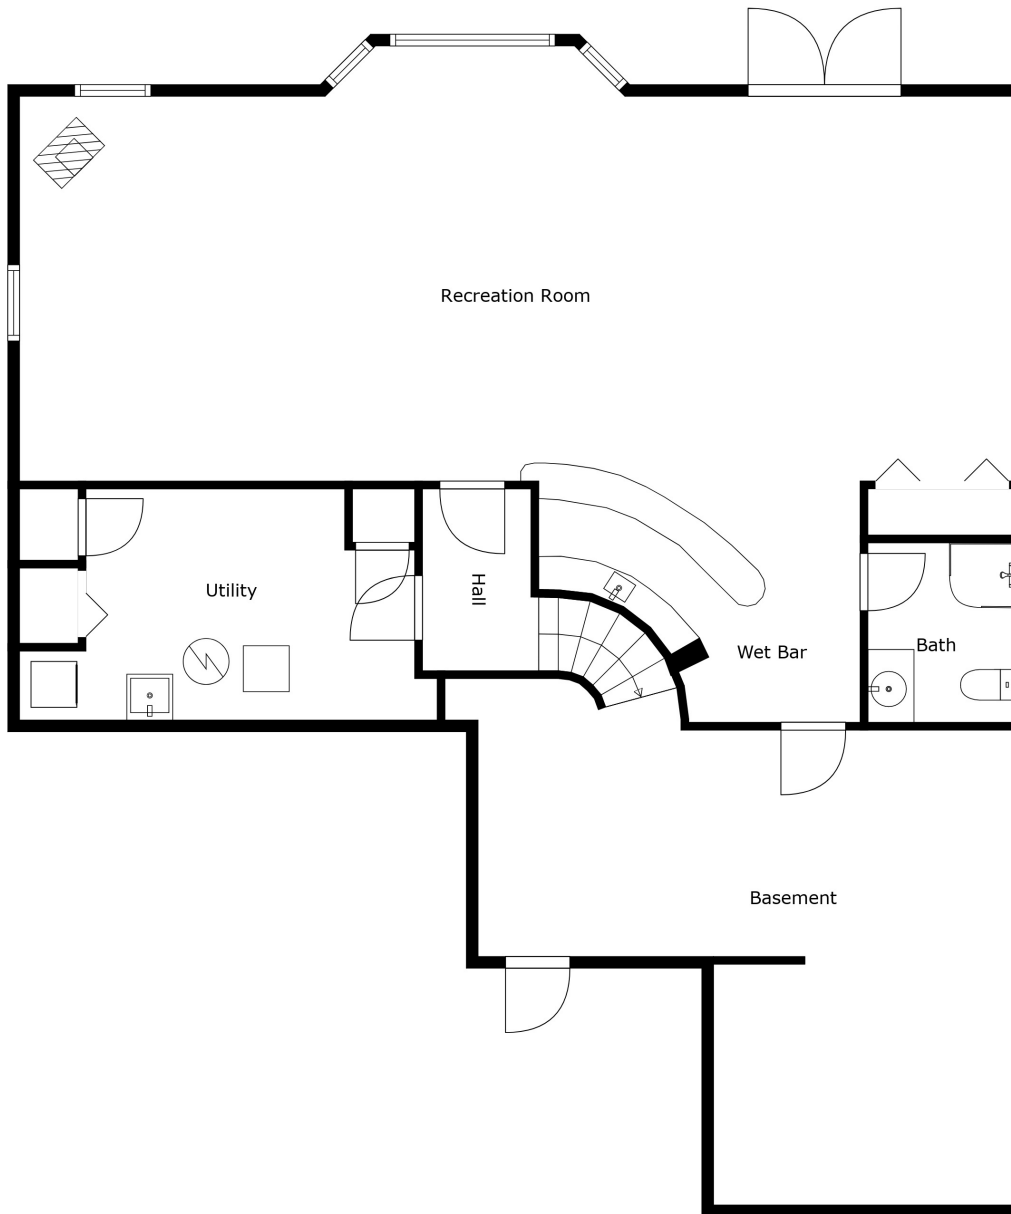 Recreation Room
Utility
Hall
Wet Bar
Bath
Basement